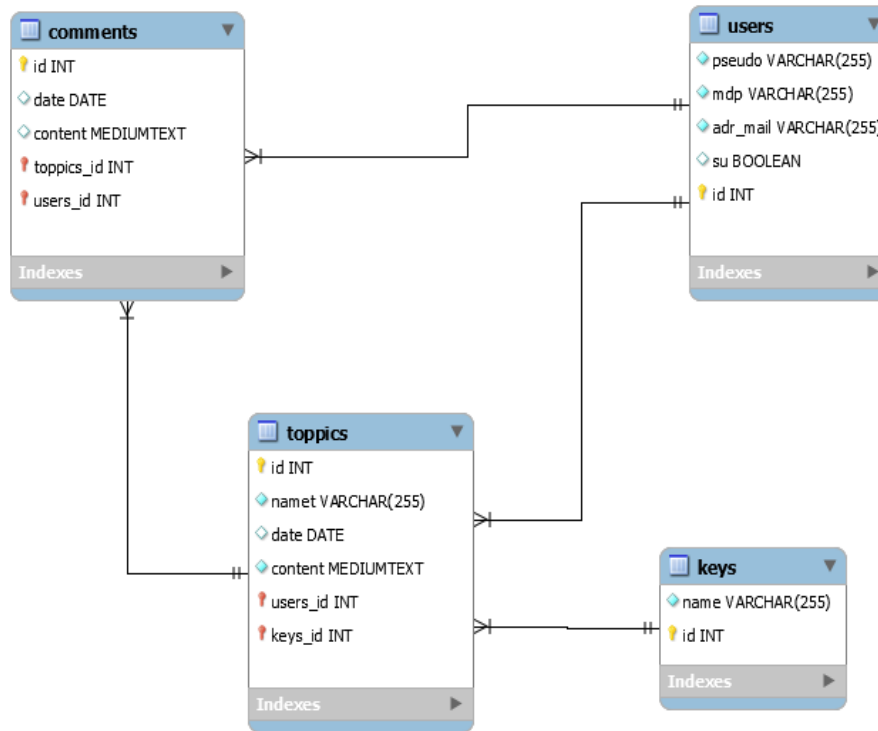 comments
id INT
date DATE
content MEDIUMTEXT
toppics_id INT
users_id INT
Indexes
users
pseudo VARCHAR(255)
mdp VARCHAR(255)
adr_mail VARCHAR(255)
su BOOLEAN
id INT
Indexes
toppics
id INT
namet VARCHAR(255)
date DATE
content MEDIUMTEXT
users_id INT
keys_id INT
Indexes
keys
name VARCHAR(255)
id INT
Indexes